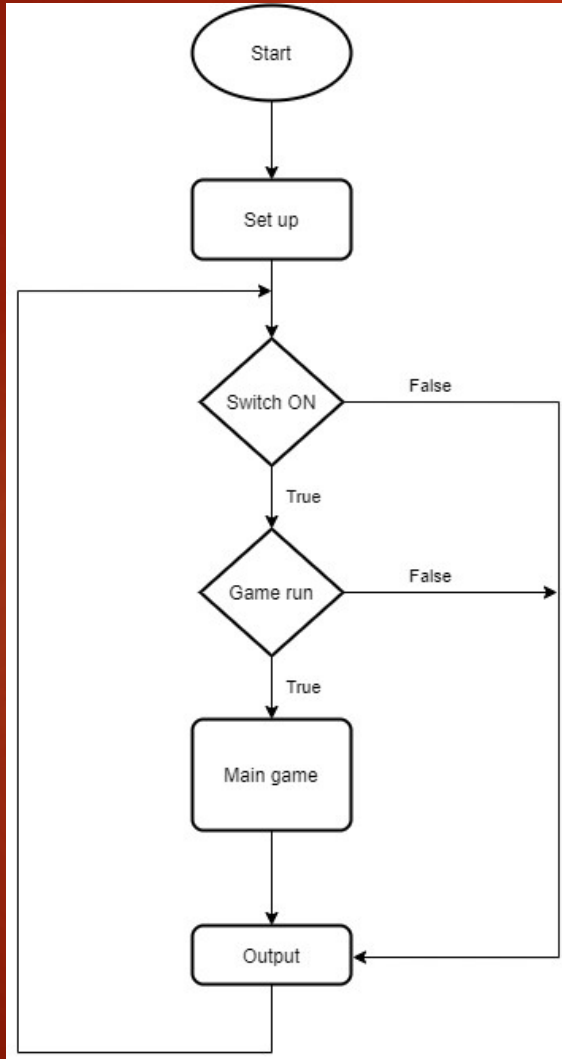 Start
Set up
Switch ON
False
True
Game run
False
True
Main game
Output